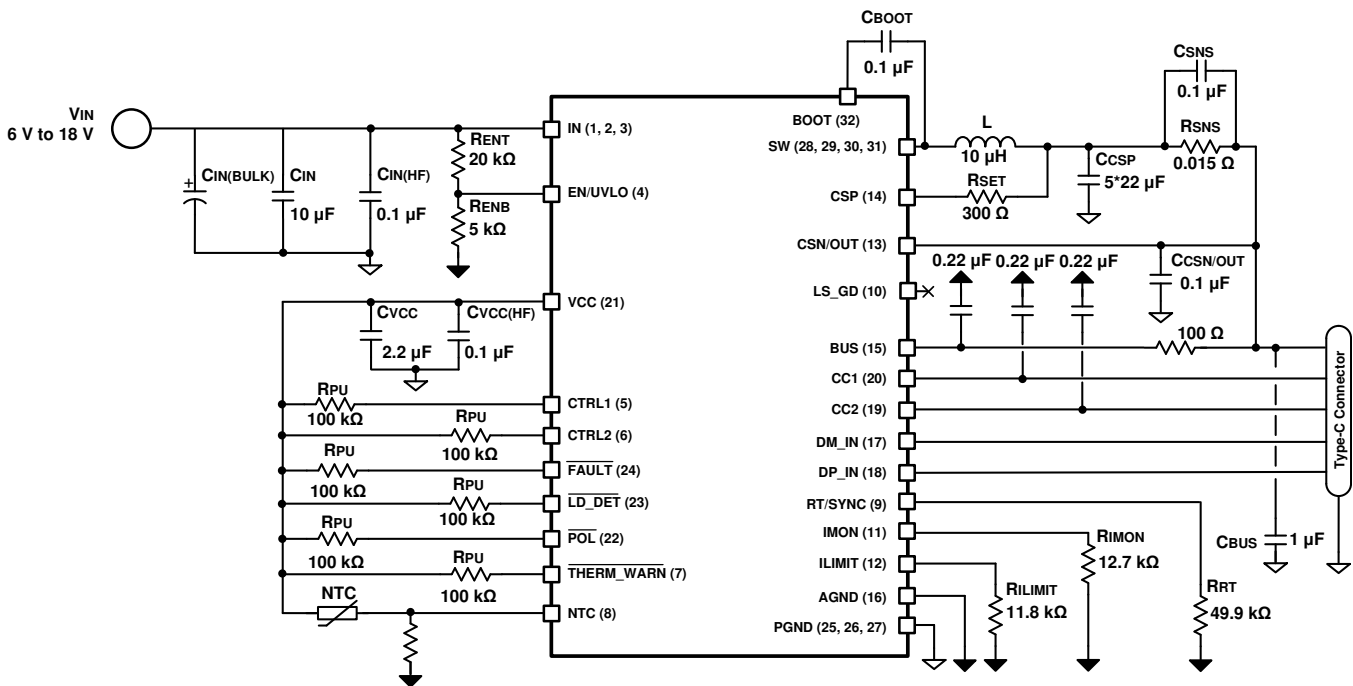 CBOOT
0.1 µF
CSNS
0.1 µF
RSNS
0.015 Ω
VIN
6 V to 18 V
CIN(BULK)
CIN
10 µF
CIN(HF)
0.1 µF
RENT
20 kΩ
RENB
5 kΩ
IN (1, 2, 3)
EN/UVLO (4)
VCC (21)
CTRL1 (5)
CTRL2 (6)
FAULT (24)
LD_DET (23)
POL (22)
THERM_WARN (7)
NTC (8)
CVCC
2.2 µF
CVCC(HF)
0.1 µF
RPU
100 kΩ
RPU
100 kΩ
RPU
100 kΩ
RPU
100 kΩ
RPU
100 kΩ
RPU
100 kΩ
NTC
BOOT (32)
SW (28, 29, 30, 31)
CSP (14)
CSN/OUT (13)
LS_GD (10)
BUS (15)
CC1 (20)
CC2 (19)
DM_IN (17)
DP_IN (18)
RT/SYNC (9)
IMON (11)
ILIMIT (12)
AGND (16)
PGND (25, 26, 27)
L
10 µH
RSET
300 Ω
CCSP
5*22 µF
0.22 µF
0.22 µF
0.22 µF
CCSN/OUT
0.1 µF
100 Ω
Type-C Connector
CBUS
1 µF
RIMON
12.7 kΩ
RILIMIT
11.8 kΩ
RRT
49.9 kΩ